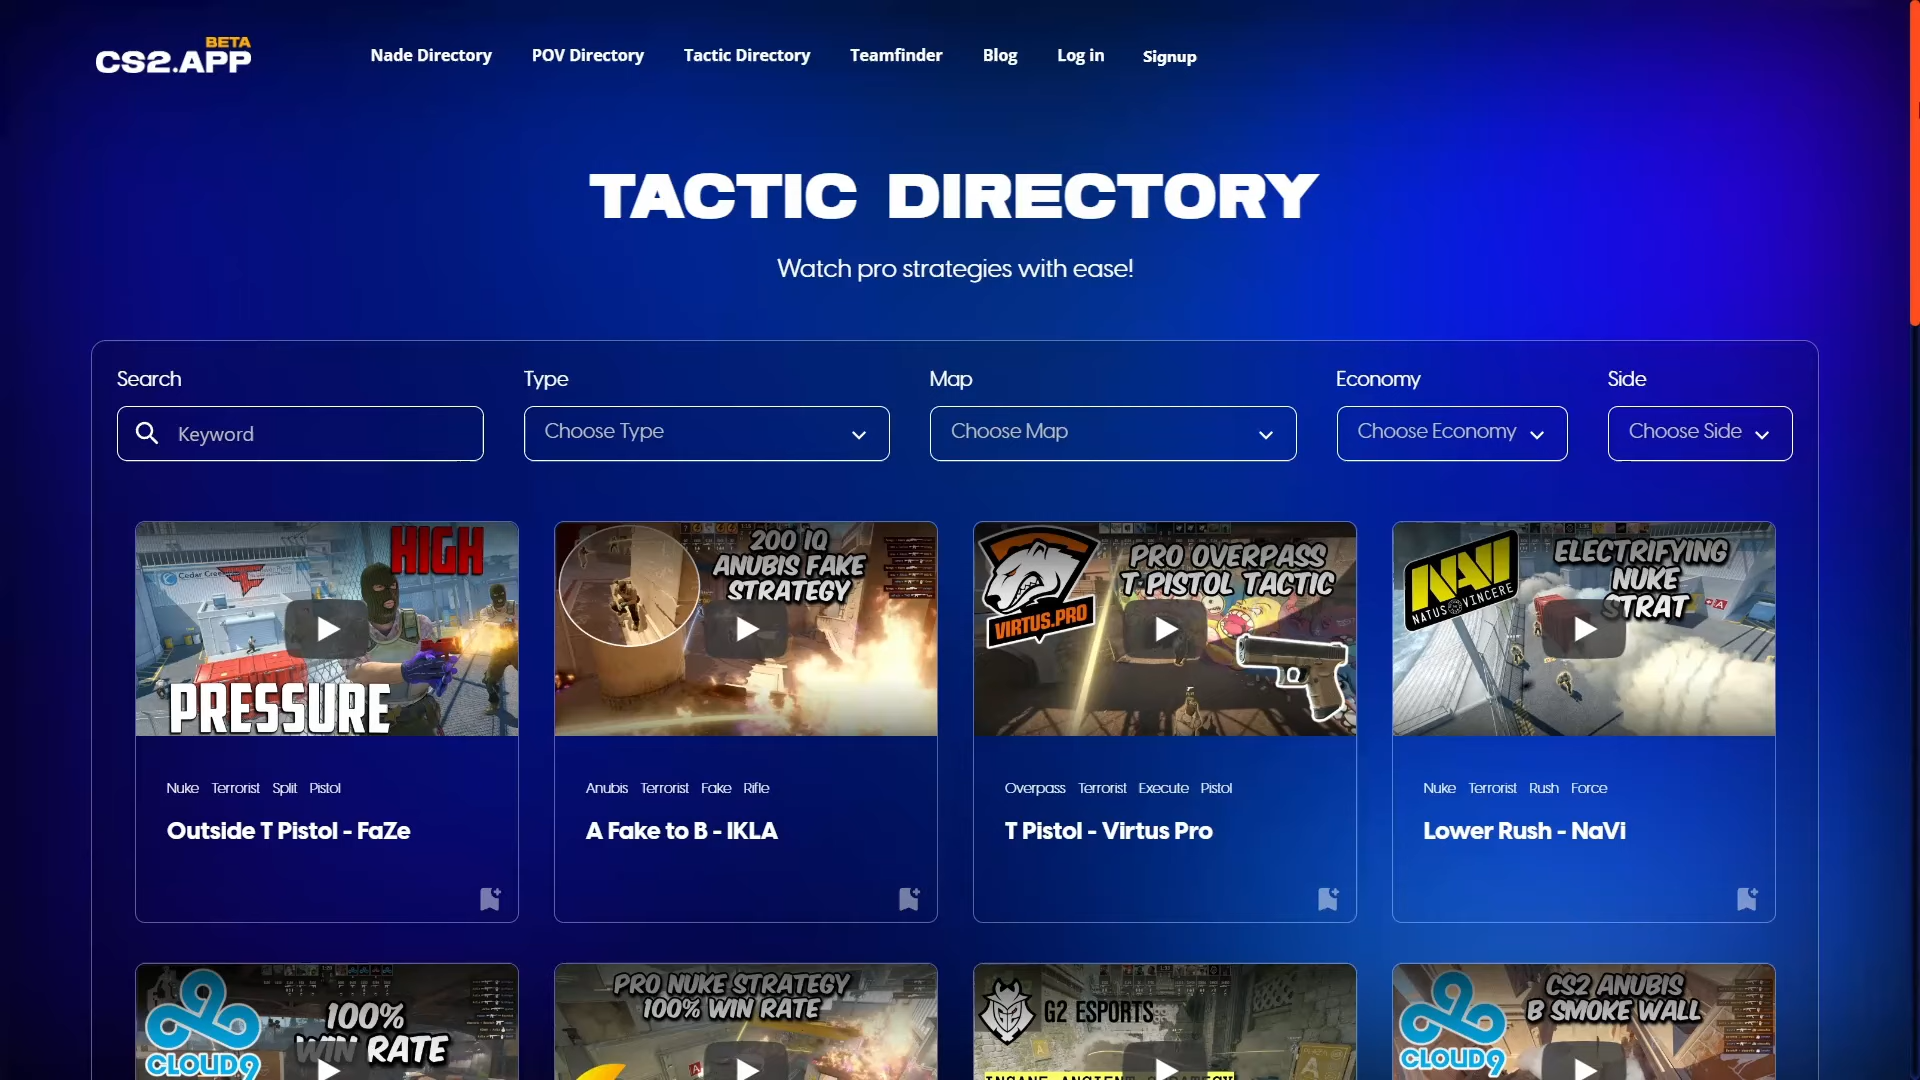 BETA
CS2.APP
Nade Directory
POV Directory
Tactic Directory
Teamfinder
Blog
Log in
Signup
TACTIC DIRECTORY
Watch pro strategies with ease!
Search
Type
Map
Economy
Side
Keyword
Choose Type
Choose Map
Choose Economy
Choose Side
HIGH
PRESSURE
Nuke Terrorist Split Pistol
Outside T Pistol - FaZe
200 IQ
ANUBIS FAKE
STRATEGY
Anubis Terrorist Fake Rifle
A Fake to B - IKLA
VIRTUS.PRO
PRO OVERPASS
T PISTOL TACTIC
Overpass Terrorist Execute Pistol
T Pistol - Virtus Pro
NAVI
NATUS VINCERE
ELECTRIFYING
NUKE
STRAT
A
Nuke Terrorist Rush Force
Lower Rush - NaVi
CLOUD9
100%
WIN RATE
PRO NUKE STRATEGY
100% WIN RATE
A
G2
G2 ESPORTS
A
INSANE ANCIENT STRATEGY
CLOUD9
CS2 ANUBIS
B SMOKE WALL